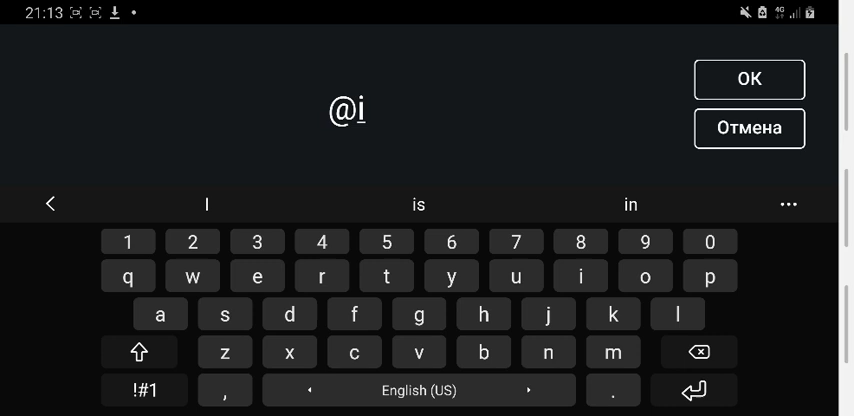 21:13 4G
@i
OK
Отмена
I is in
1 2 3 4 5 6 7 8 9 0
q w e r t y u i o p
a s d f g h j k l
z x c v b n m
!#1 , English (US) .